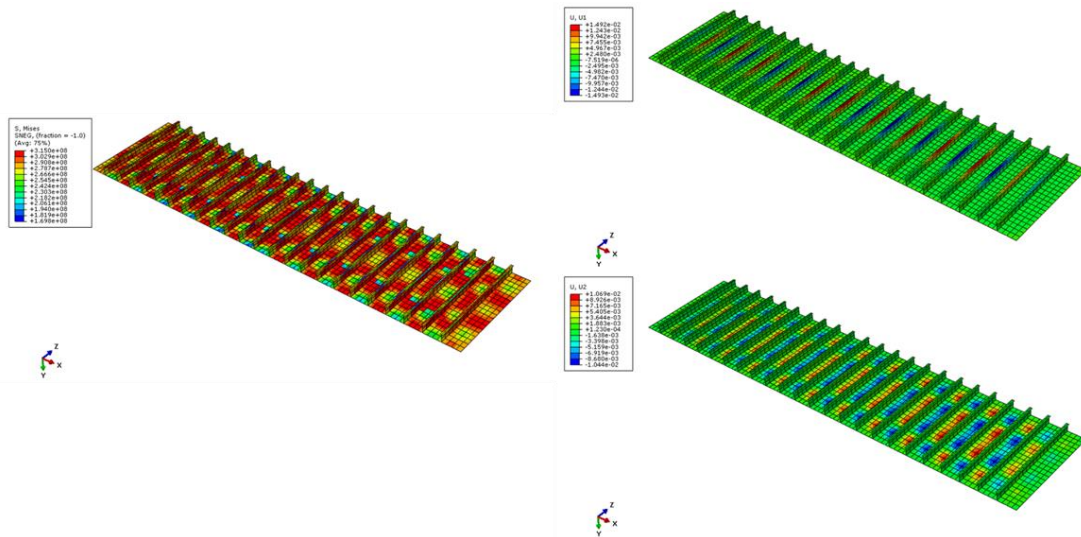 S, Mises
SNEG, (fraction = -1.0)
(Avg: 75%)
+3.150e+08
+3.029e+08
+2.908e+08
+2.787e+08
+2.666e+08
+2.545e+08
+2.424e+08
+2.303e+08
+2.182e+08
+2.061e+08
+1.940e+08
+1.819e+08
+1.698e+08
Z
X
Y
U, U1
+1.492e-02
+1.243e-02
+9.942e-03
+7.455e-03
+4.967e-03
+2.480e-03
-7.519e-06
-2.495e-03
-4.982e-03
-7.470e-03
-9.957e-03
-1.244e-02
-1.493e-02
Z
X
Y
U, U2
+1.069e-02
+8.926e-03
+7.165e-03
+5.405e-03
+3.644e-03
+1.883e-03
+1.230e-04
-1.638e-03
-3.398e-03
-5.159e-03
-6.919e-03
-8.680e-03
-1.044e-02
Z
X
Y